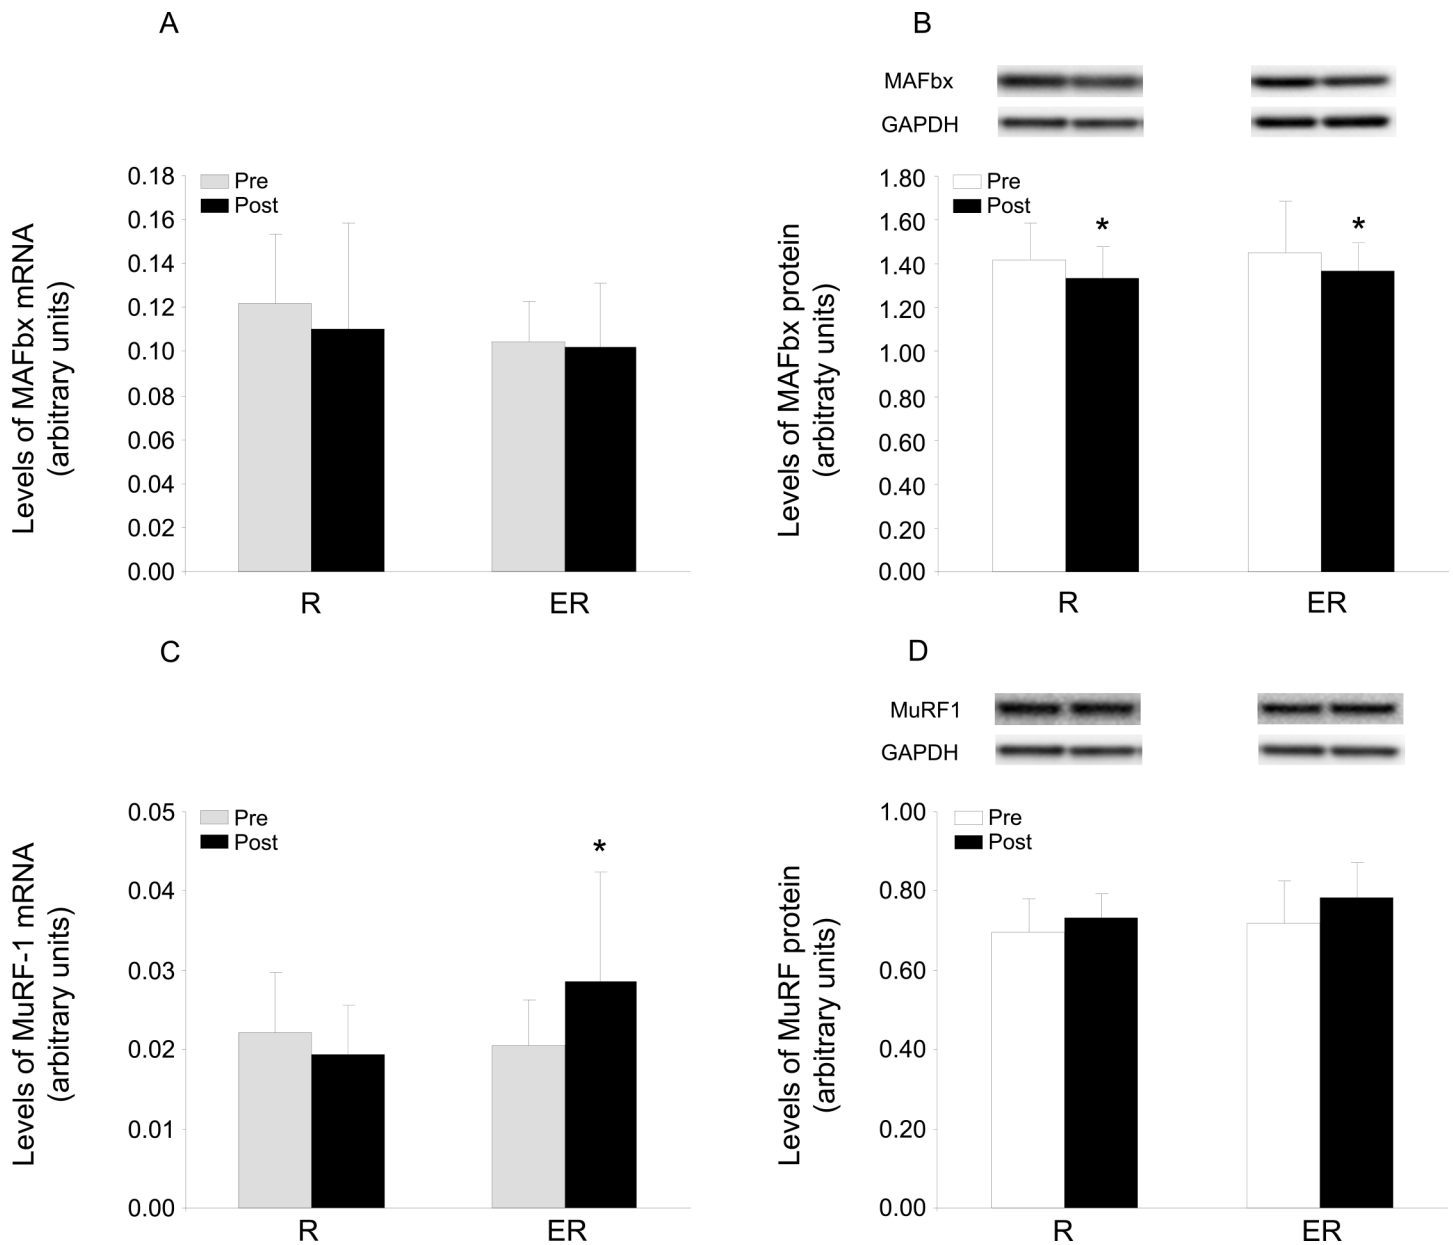 A
Pre
Post
0.18
0.16
0.14
0.12
0.10
0.08
0.06
0.04
0.02
0.00
Levels of MAFbx mRNA
(arbitrary units)
R
ER
B
MAFbx
GAPDH
Pre
Post
1.80
1.60
1.40
1.20
1.00
0.80
0.60
0.40
0.20
0.00
*
*
Levels of MAFbx protein
(arbitraty units)
R
ER
C
Pre
Post
0.05
0.04
0.03
0.02
0.01
0.00
*
Levels of MuRF-1 mRNA
(arbitrary units)
R
ER
D
MuRF1
GAPDH
Pre
Post
1.00
0.80
0.60
0.40
0.20
0.00
Levels of MuRF protein
(arbitrary units)
R
ER